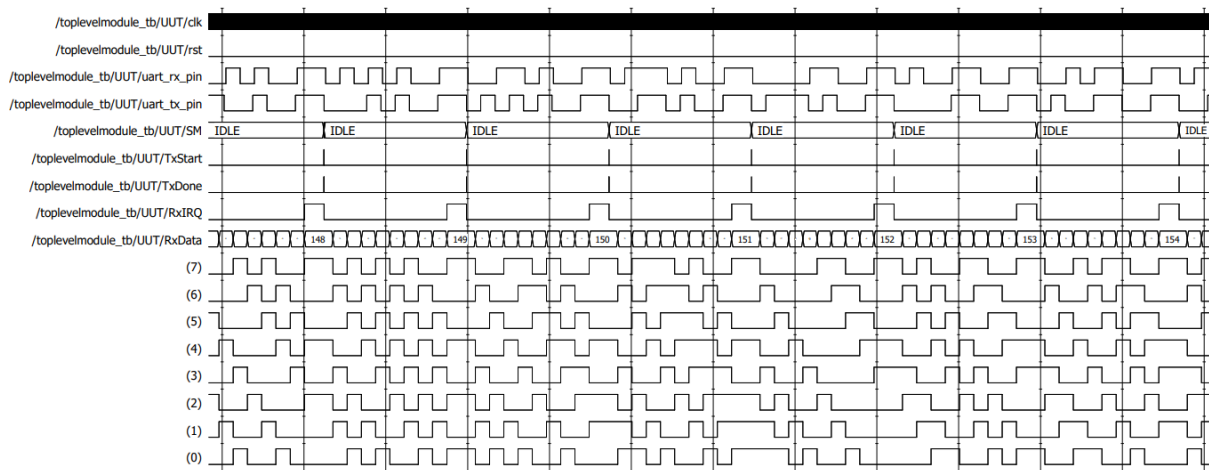 /toplevelmodule_tb/UUT/clk
/toplevelmodule_tb/UUT/rst
/toplevelmodule_tb/UUT/uart_rx_pin
/toplevelmodule_tb/UUT/uart_tx_pin
/toplevelmodule_tb/UUT/SM IDLE IDLE IDLE IDLE IDLE IDLE IDLE IDLE
/toplevelmodule_tb/UUT/TxStart
/toplevelmodule_tb/UUT/TxDone
/toplevelmodule_tb/UUT/RxIRQ
/toplevelmodule_tb/UUT/RxData 148 149 150 151 152 153 154
(7)
(6)
(5)
(4)
(3)
(2)
(1)
(0)